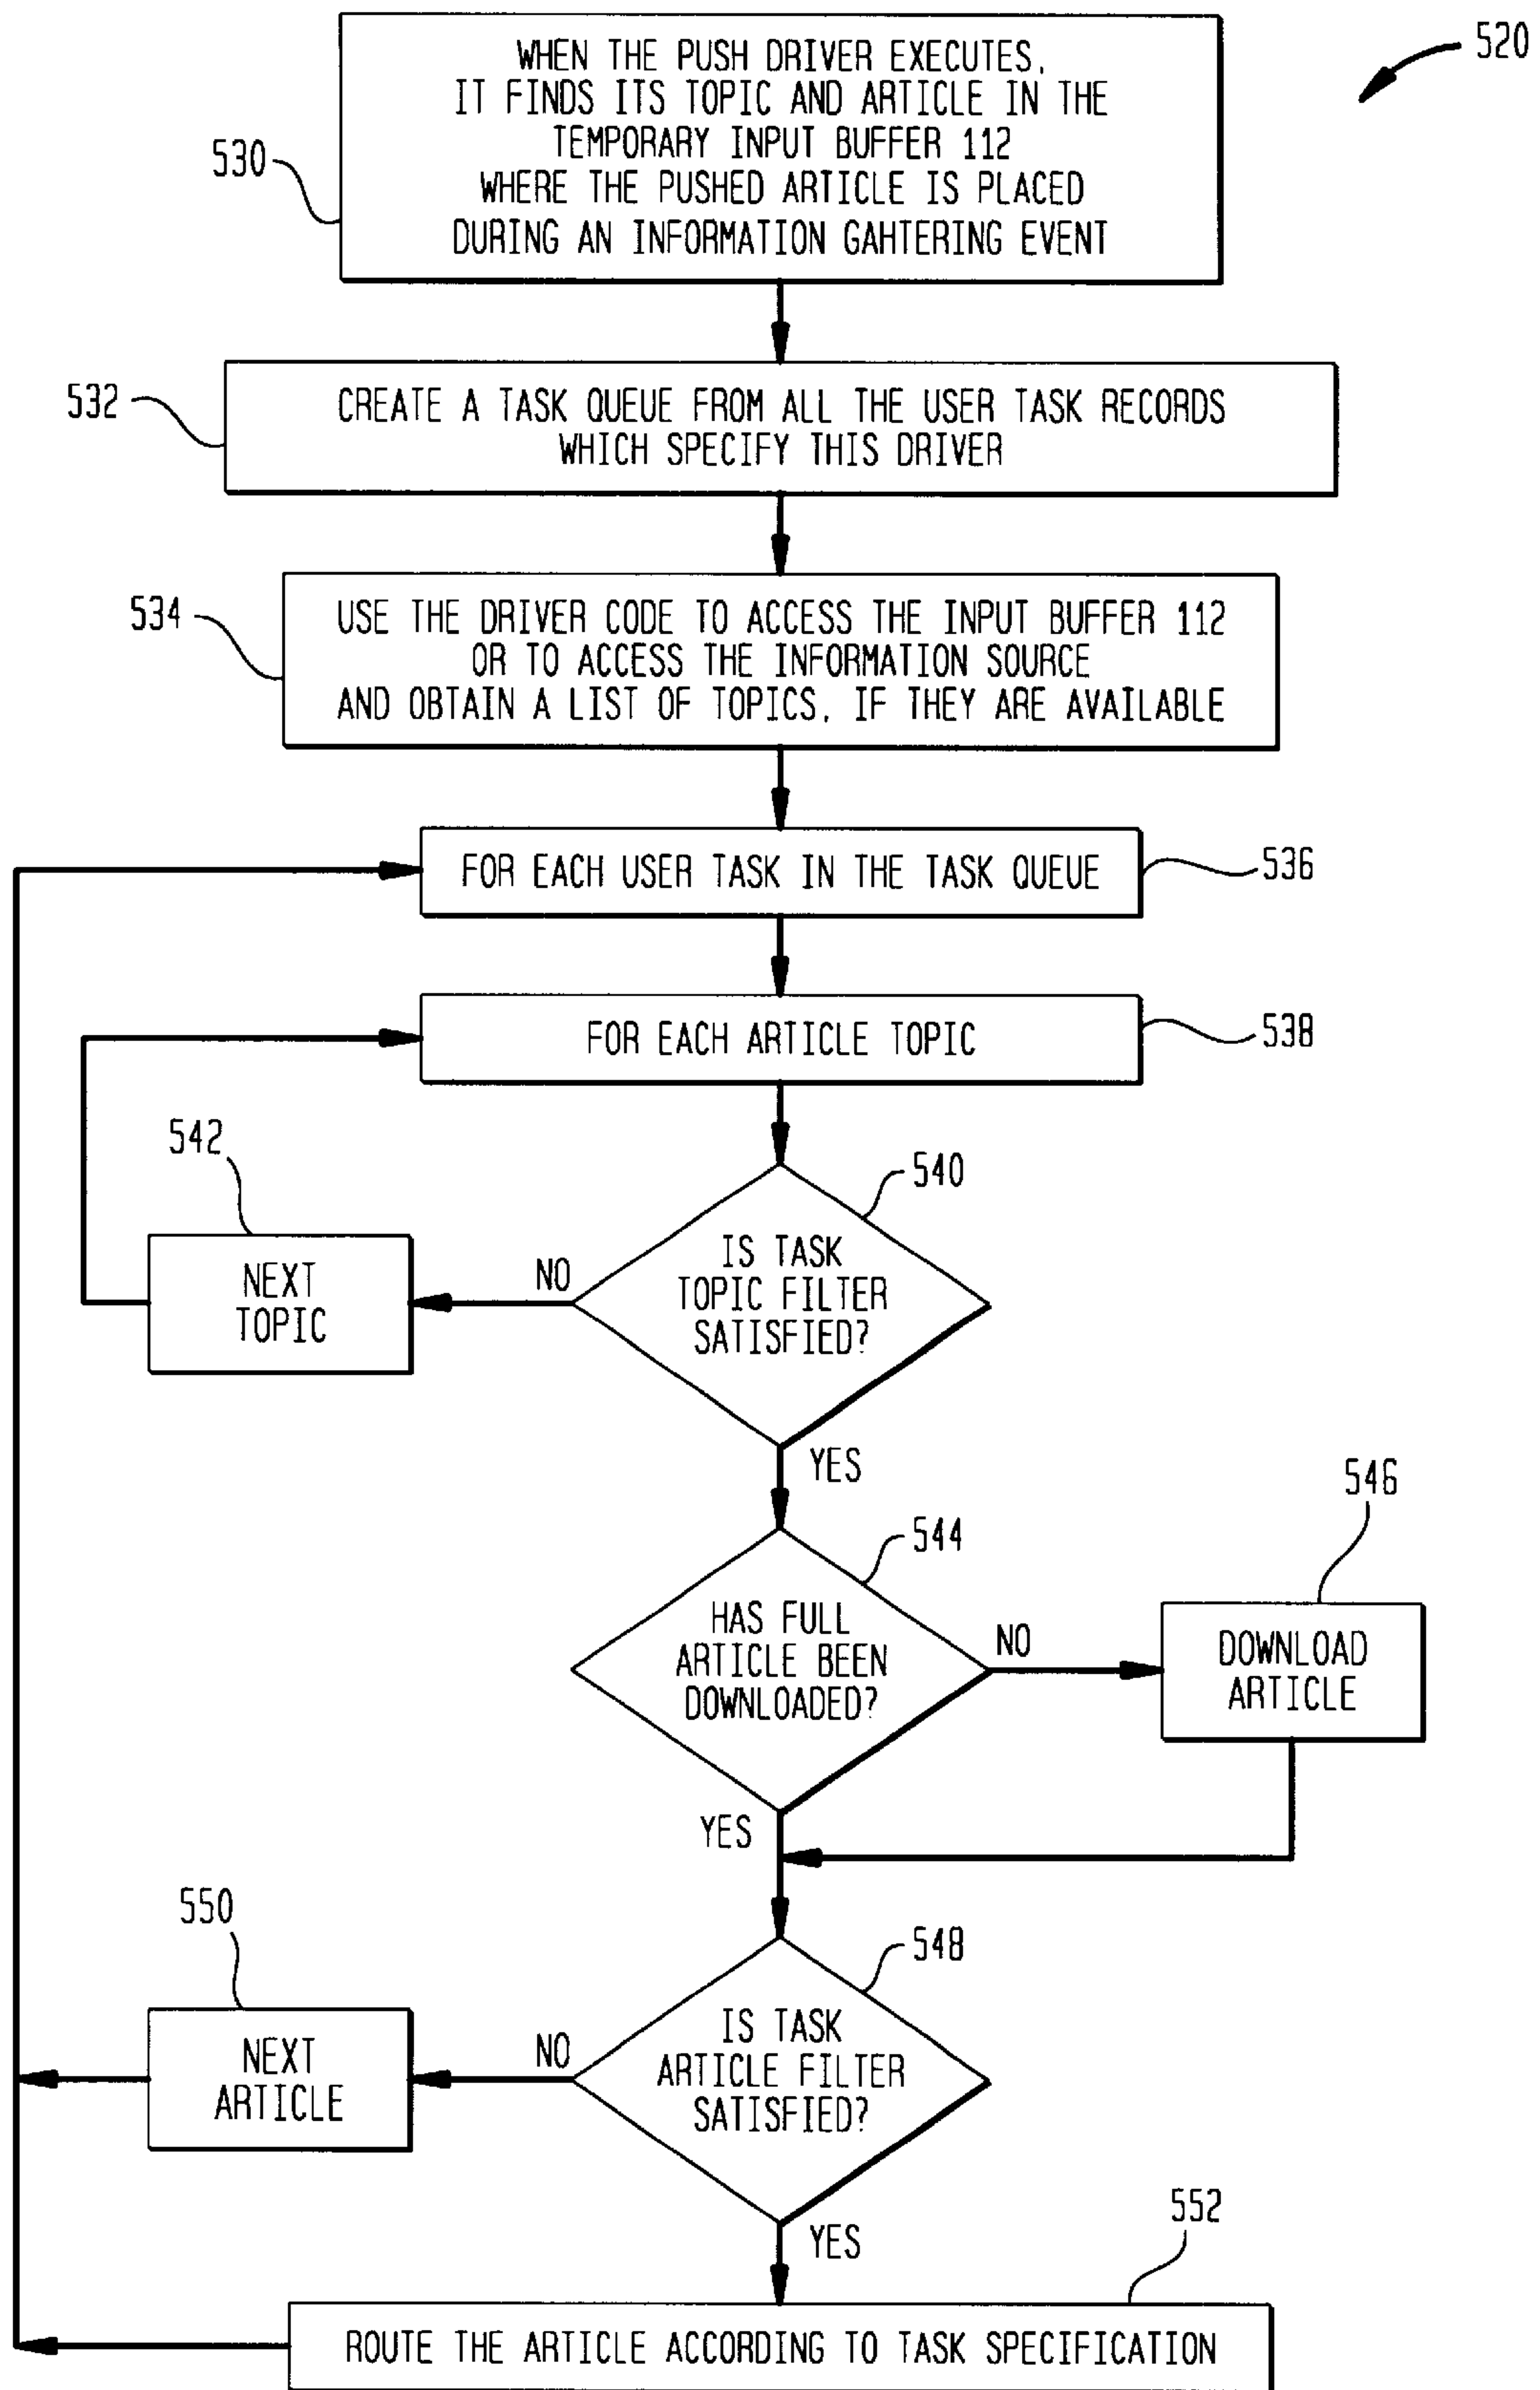 520
WHEN THE PUSH DRIVER EXECUTES,
IT FINDS ITS TOPIC AND ARTICLE IN THE
TEMPORARY INPUT BUFFER 112
WHERE THE PUSHED ARTICLE IS PLACED
DURING AN INFORMATION GAHTERING EVENT
530
532
CREATE A TASK QUEUE FROM ALL THE USER TASK RECORDS
WHICH SPECIFY THIS DRIVER
534
USE THE DRIVER CODE TO ACCESS THE INPUT BUFFER 112
OR TO ACCESS THE INFORMATION SOURCE
AND OBTAIN A LIST OF TOPICS, IF THEY ARE AVAILABLE
FOR EACH USER TASK IN THE TASK QUEUE
536
FOR EACH ARTICLE TOPIC
538
542
540
IS TASK
TOPIC FILTER
SATISFIED?
NO
NEXT
TOPIC
YES
546
544
HAS FULL
ARTICLE BEEN
DOWNLOADED?
NO
DOWNLOAD
ARTICLE
YES
550
548
IS TASK
ARTICLE FILTER
SATISFIED?
NO
NEXT
ARTICLE
YES
552
ROUTE THE ARTICLE ACCORDING TO TASK SPECIFICATION